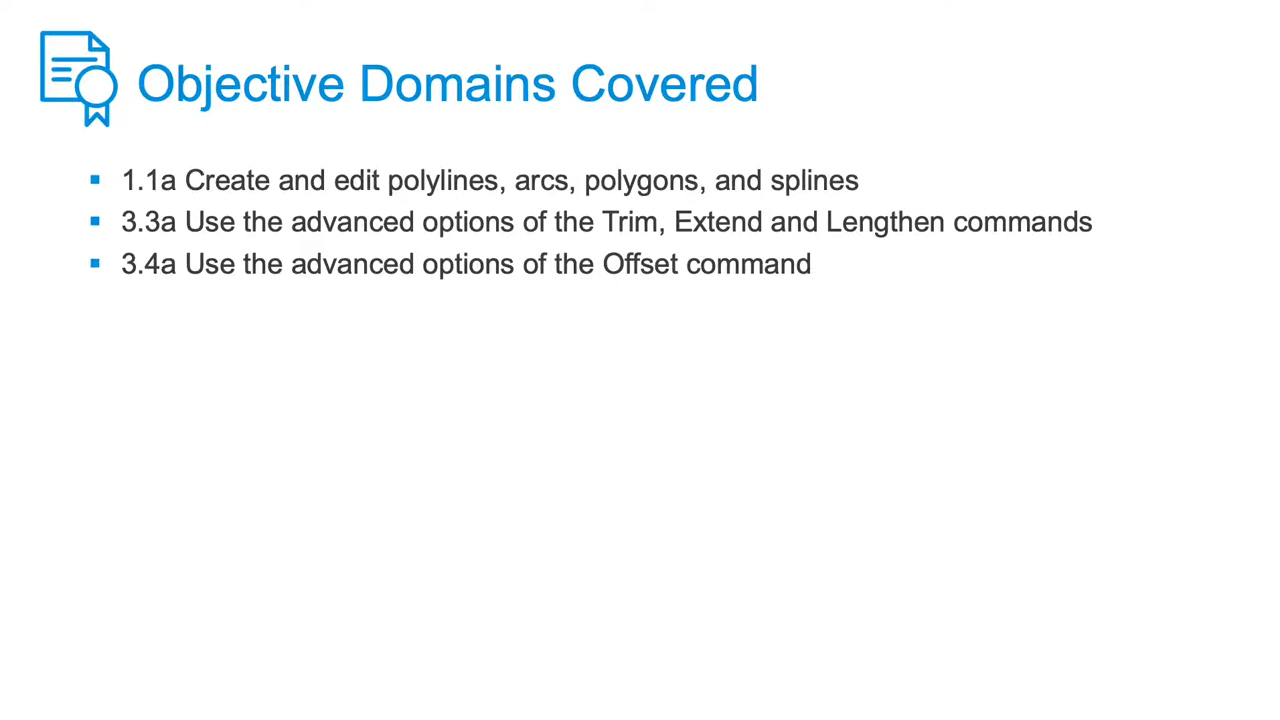 Objective Domains Covered
▪ 1.1a Create and edit polylines, arcs, polygons, and splines
▪ 3.3a Use the advanced options of the Trim, Extend and Lengthen commands
▪ 3.4a Use the advanced options of the Offset command